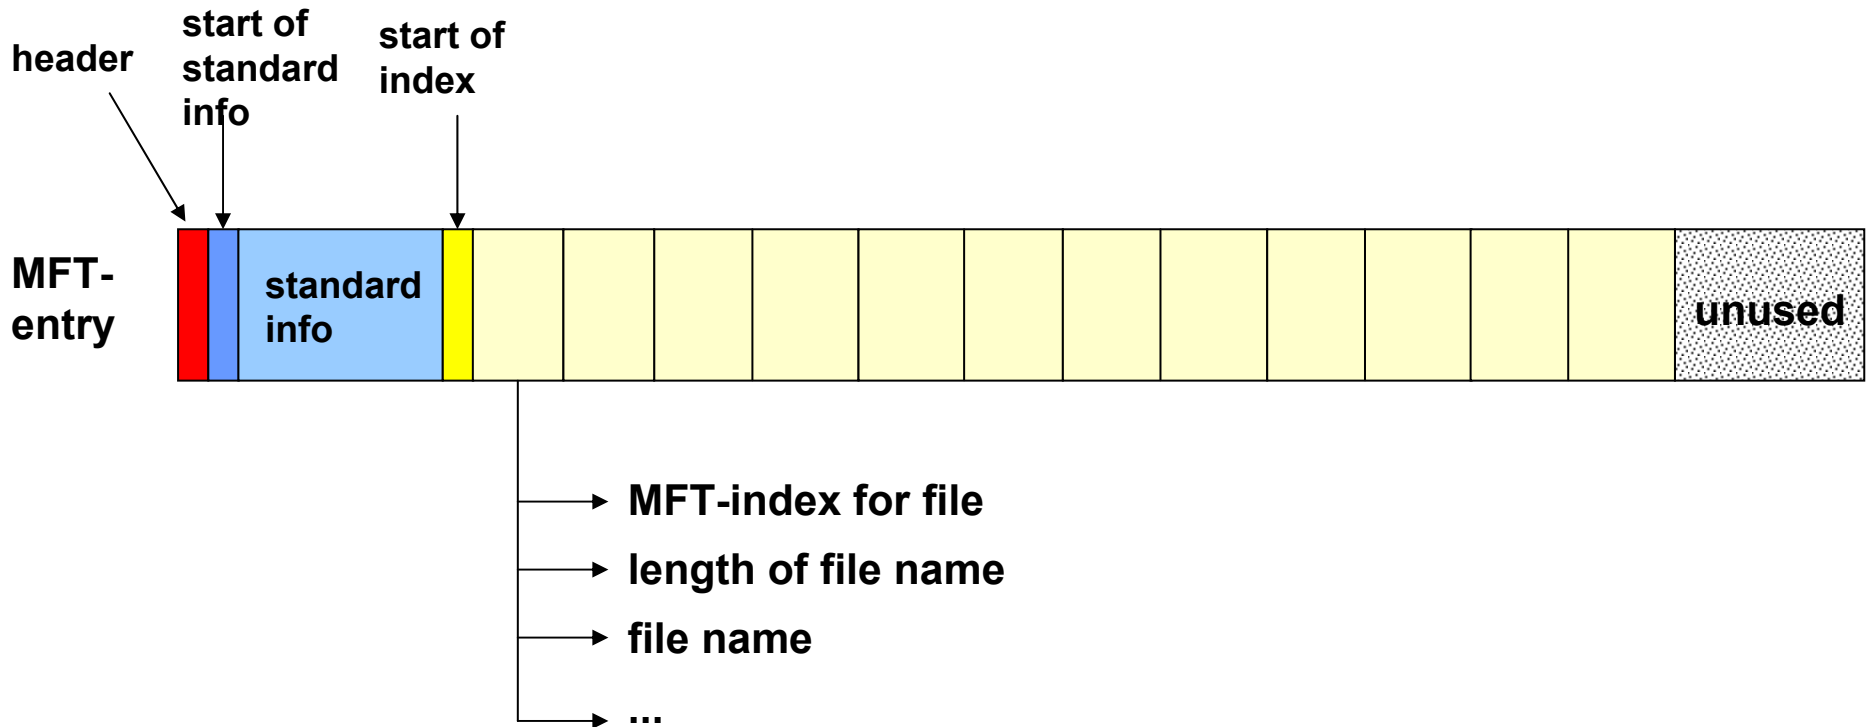 header
start of
standard
info
start of
index
MFT-
entry
standard
info
unused
MFT-index for file
length of file name
file name
...